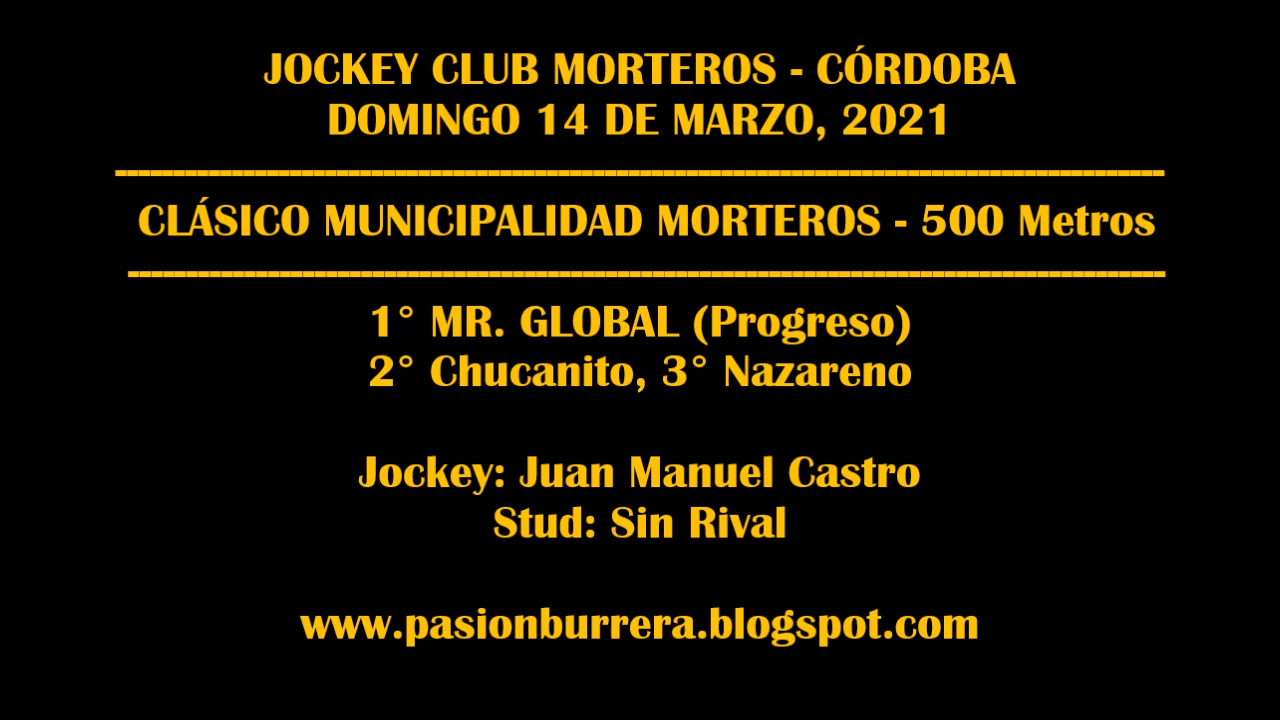 JOCKEY CLUB MORTEROS - CÓRDOBA
DOMINGO 14 DE MARZO, 2021
CLÁSICO MUNICIPALIDAD MORTEROS - 500 Metros
1° MR. GLOBAL (Progreso)
2° Chucanito, 3° Nazareno
Jockey: Juan Manuel Castro
Stud: Sin Rival
www.pasionburrera.blogspot.com